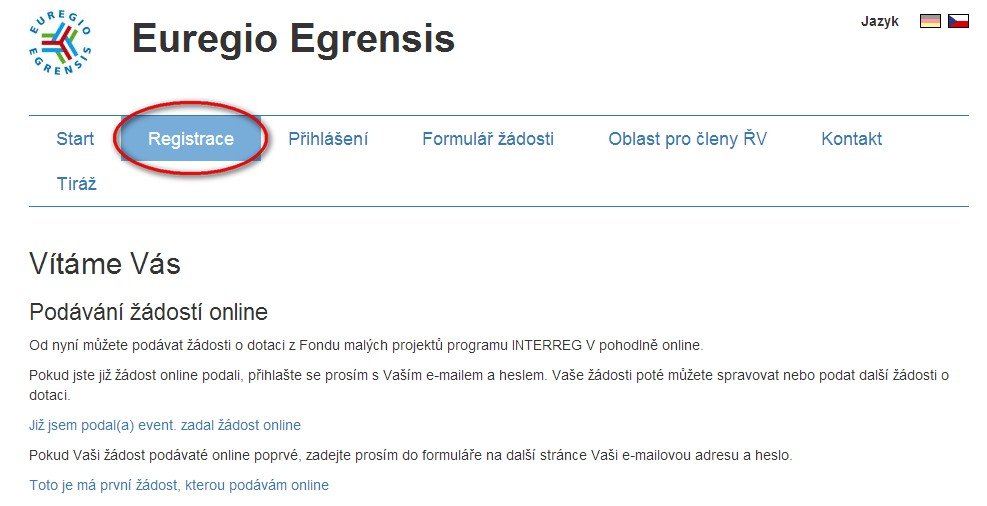 EUREGIO EGRENSIS
Euregio Egrensis
Jazyk
Start Registrace Přihlášení Formulář žádosti Oblast pro členy ŘV Kontakt
Tiráž
Vítáme Vás
Podávání žádostí online
Od nyní můžete podávat žádosti o dotaci z Fondu malých projektů programu INTERREG V pohodlně online.
Pokud jste již žádost online podali, přihlašte se prosím s Vaším e-mailem a heslem. Vaše žádosti poté můžete spravovat nebo podat další žádosti o
dotaci.
Již jsem podal(a) event. zadal žádost online
Pokud Vaši žádost podávaté online poprvé, zadejte prosím do formuláře na další stránce Vaši e-mailovou adresu a heslo.
Toto je má první žádost, kterou podávám online